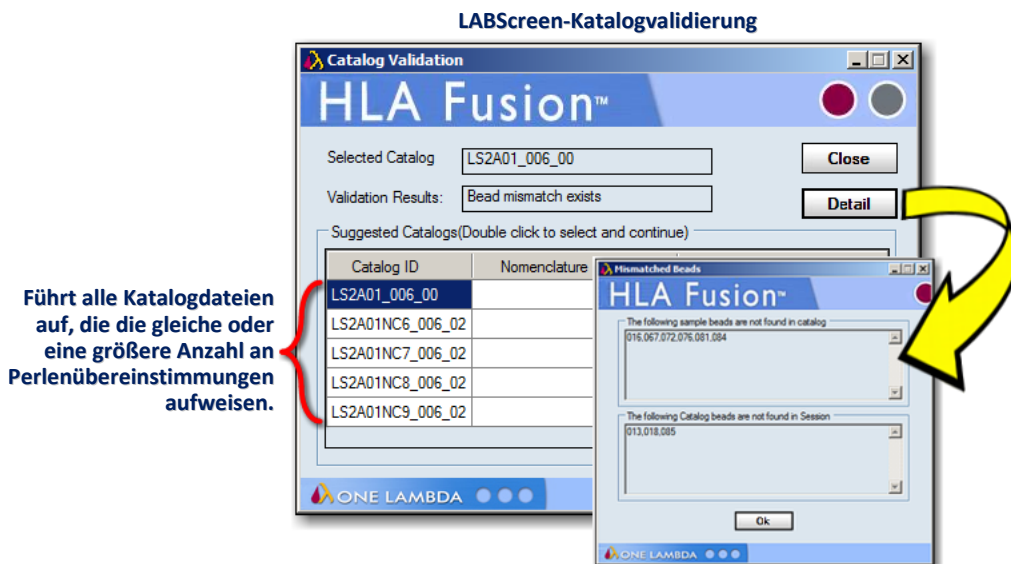 LABScreen-Katalogvalidierung
Catalog Validation
HLA Fusion™
Selected Catalog LS2A01_006_00 Close
Validation Results: Bead mismatch exists Detail
Suggested Catalogs(Double click to select and continue)
Catalog ID Nomenclature
LS2A01_006_00
LS2A01NC6_006_02
LS2A01NC7_006_02
LS2A01NC8_006_02
LS2A01NC9_006_02
ONE LAMBDA
Führt alle Katalogdateien
auf, die die gleiche oder
eine größere Anzahl an
Perlenübereinstimmungen
aufweisen.
Mismatched Beads
HLA Fusion™
The following sample beads are not found in catalog
016,067,072,076,081,084
The following Catalog beads are not found in Session
013,018,085
Ok
ONE LAMBDA